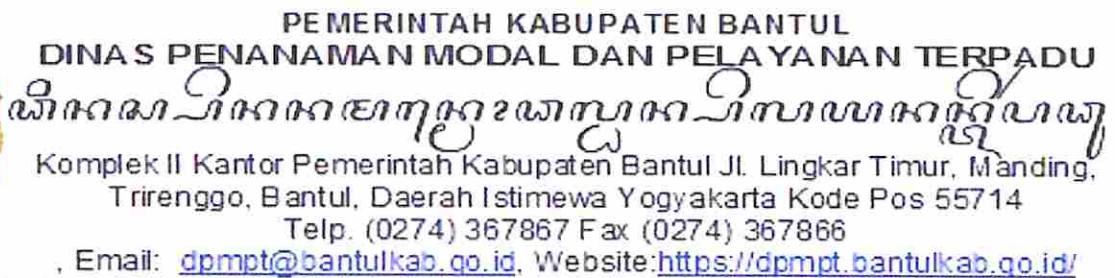 PEMERINTAH KABUPATEN BANTUL
DINAS PENANAMAN MODAL DAN PELAYANAN TERPADU
Komplek II Kantor Pemerintah Kabupaten Bantul Jl. Lingkar Timur, Manding,
Trirenggo, Bantul, Daerah Istimewa Yogyakarta Kode Pos 55714
Telp. (0274) 367867 Fax (0274) 367866
, Email: dpmpt@bantulkab.go.id, Website:https://dpmpt.bantulkab.go.id/